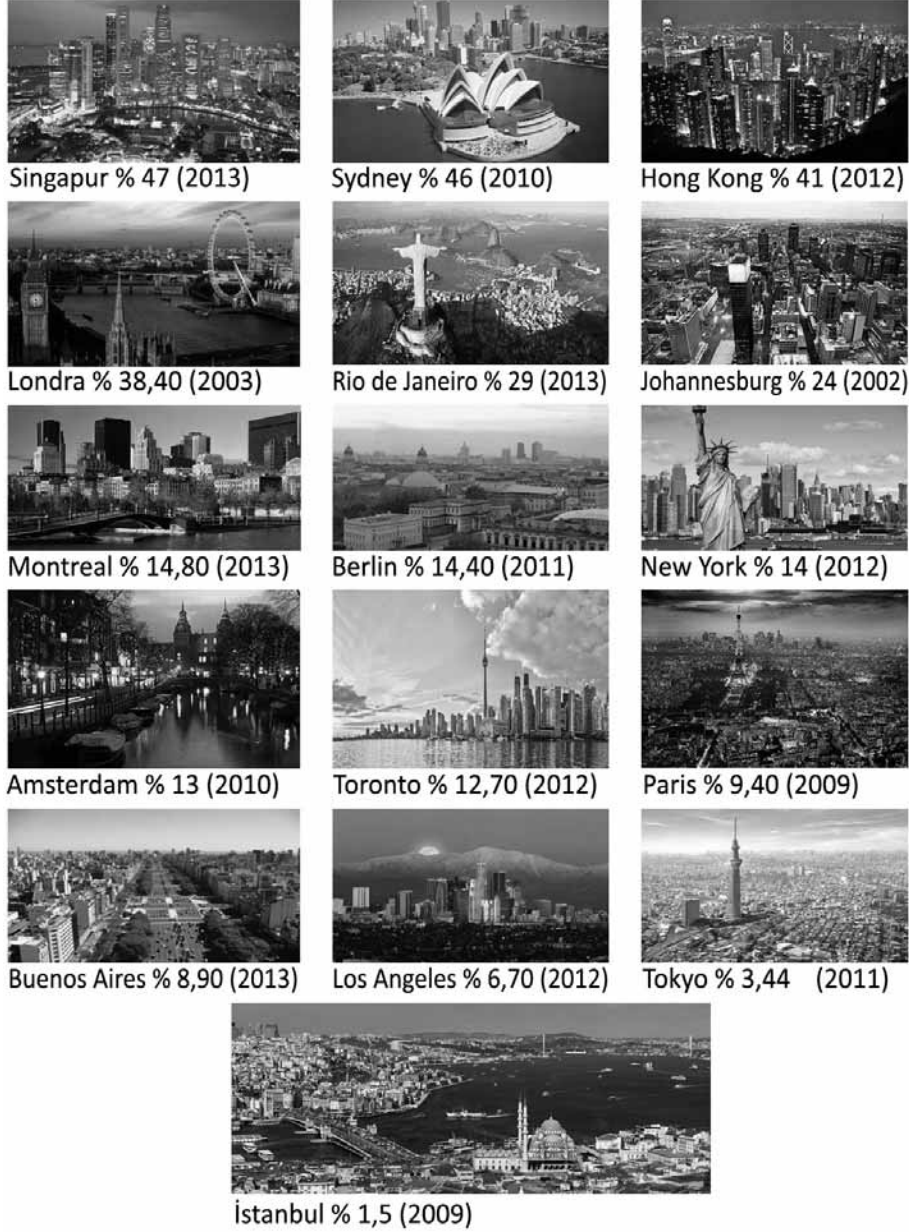 Singapur % 47 (2013)
Sydney % 46 (2010)
Hong Kong % 41 (2012)
Londra % 38,40 (2003)
Rio de Janeiro % 29 (2013)
Johannesburg % 24 (2002)
Montreal % 14,80 (2013)
Berlin % 14,40 (2011)
New York % 14 (2012)
Amsterdam % 13 (2010)
Toronto % 12,70 (2012)
Paris % 9,40 (2009)
Buenos Aires % 8,90 (2013)
Los Angeles % 6,70 (2012)
Tokyo % 3,44 (2011)
İstanbul % 1,5 (2009)